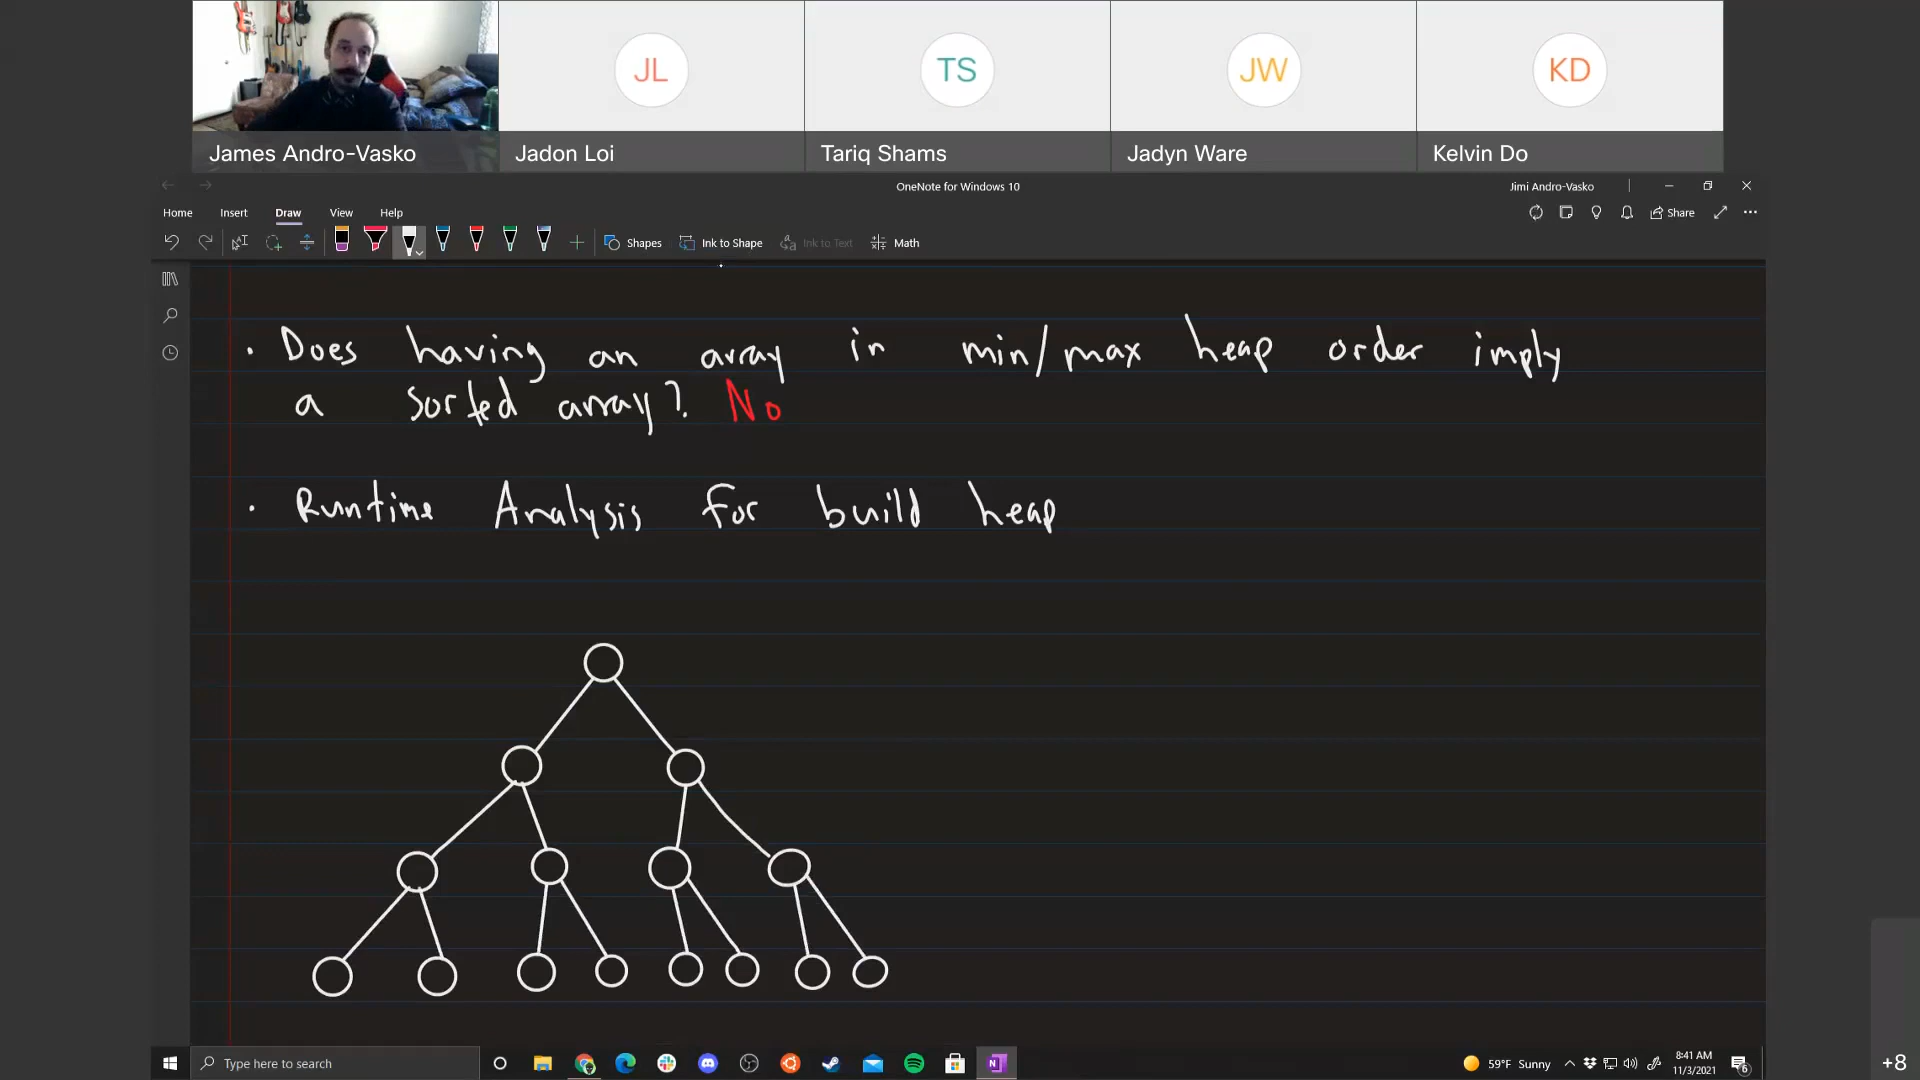 JL
TS
JW
KD
James Andro-Vasko
Jadon Loi
Tariq Shams
Jadyn Ware
Kelvin Do
OneNote for Windows 10
Jimi Andro-Vasko
Home Insert Draw View Help
Share
Shapes
Ink to Shape
Ink to Text
Math
· Does having an array in min/max heap order imply
a sorted array? No
· Runtime Analysis for build heap
Type here to search
59°F Sunny
8:41 AM
11/3/2021
6
+8